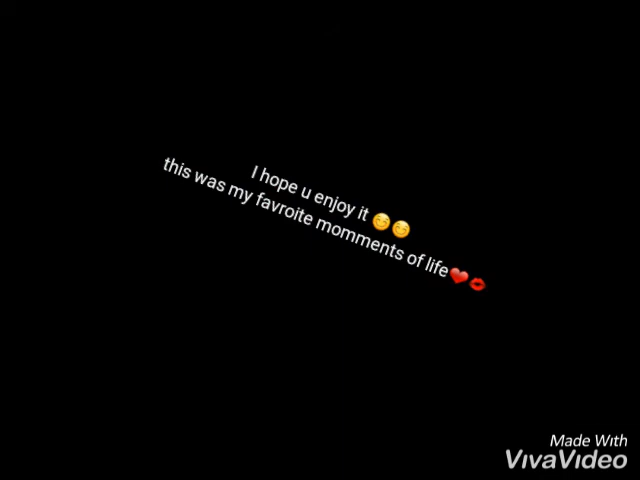 I hope u enjoy it 😊😊
this was my favroite momments of life❤💋
Made With
VivaVideo